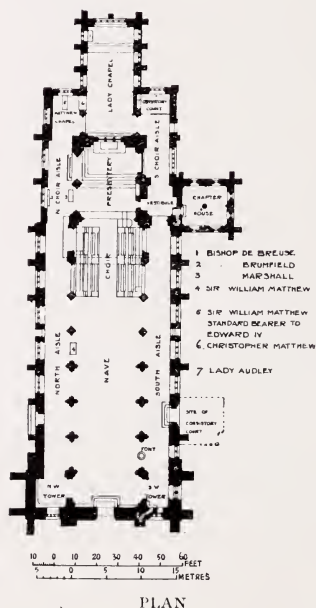 LADY CHAPEL
MATTHEW
CHAPEL
COURT
N CHOIR AISLE
PRESBYTERY
S CHOIR AISLE
VESTIBULE
CHAPTER
HOUSE
CHOIR
1 BISHOP DE BREUSE
2 BRUMFIELD
3 MARSHALL
4 SIR WILLIAM MATTHEW
5 SIR WILLIAM MATTHEW
STANDARD BEARER TO
EDWARD IV
6. CHRISTOPHER MATTHEW
7 LADY AUDLEY
NORTH AISLE
NAVE
SOUTH AISLE
SITE OF
CONSISTORY
COURT
FONT
N W
TOWER
S W
TOWER
10 0 10 20 30 40 50 60
FEET
5 0 5 10 15
METRES
PLAN